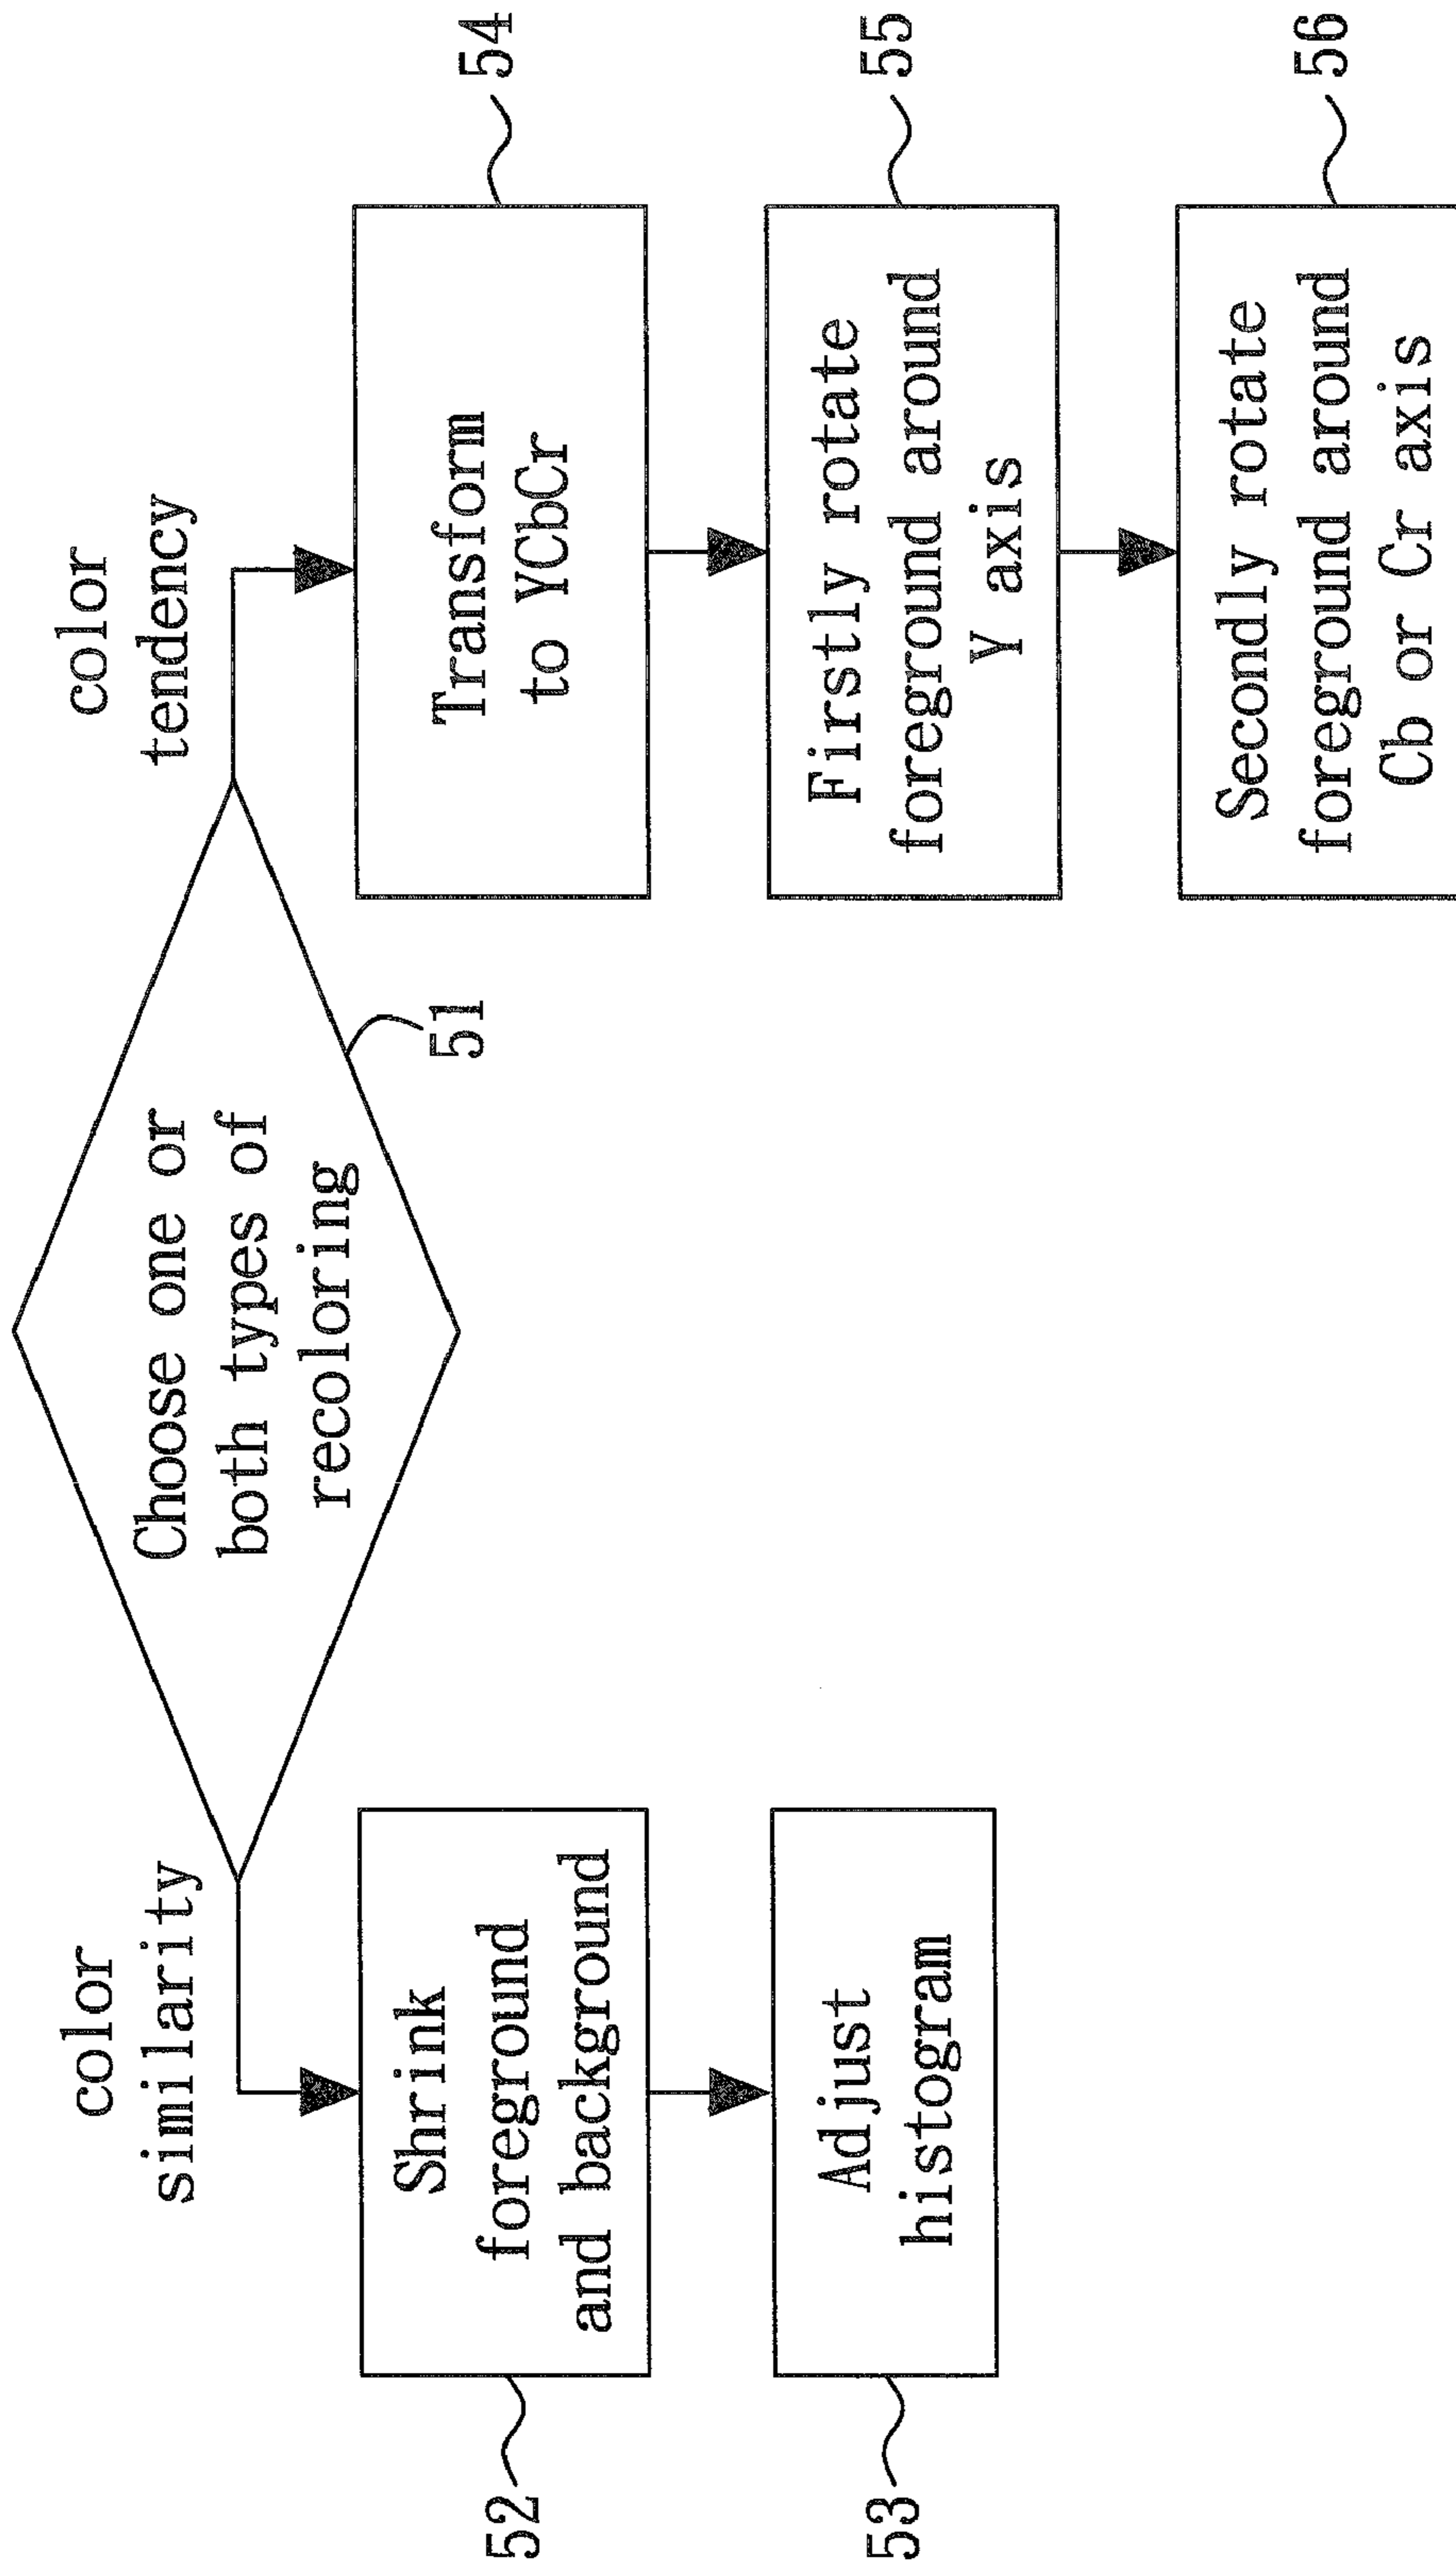 Choose one or
both types of
recoloring
51
color
similarity
Shrink
foreground
and background
52
Adjust
histogram
53
color
tendency
Transform
to YCbCr
54
Firstly rotate
foreground around
Y axis
55
Secondly rotate
foreground around
Cb or Cr axis
56